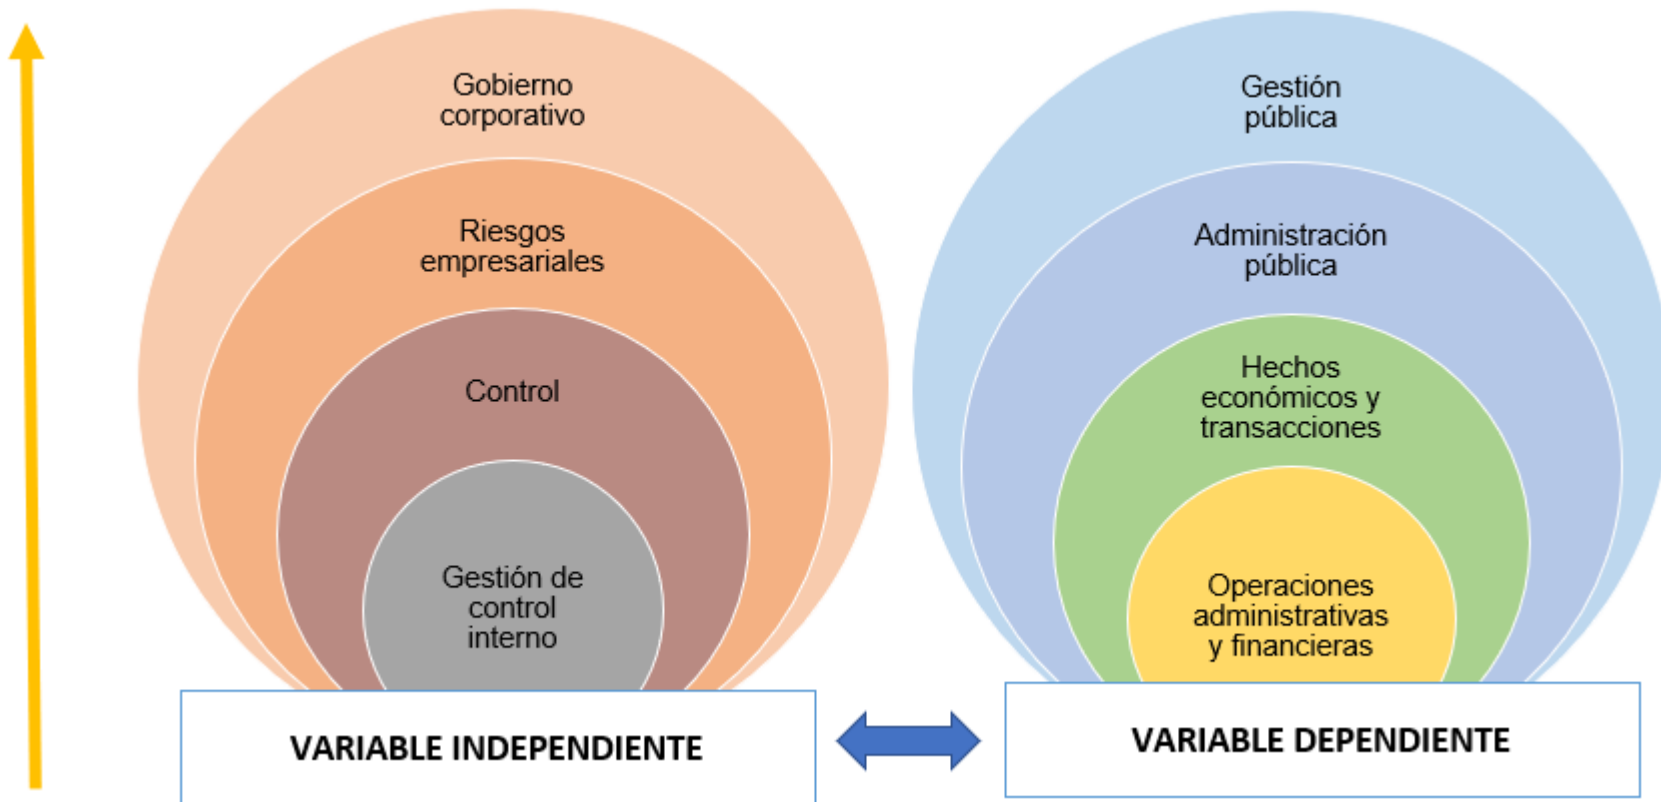 Gobierno
corporativo
Riesgos
empresariales
Control
Gestión de
control
interno
VARIABLE INDEPENDIENTE
Gestión
pública
Administración
pública
Hechos
económicos y
transacciones
Operaciones
administrativas
y financieras
VARIABLE DEPENDIENTE